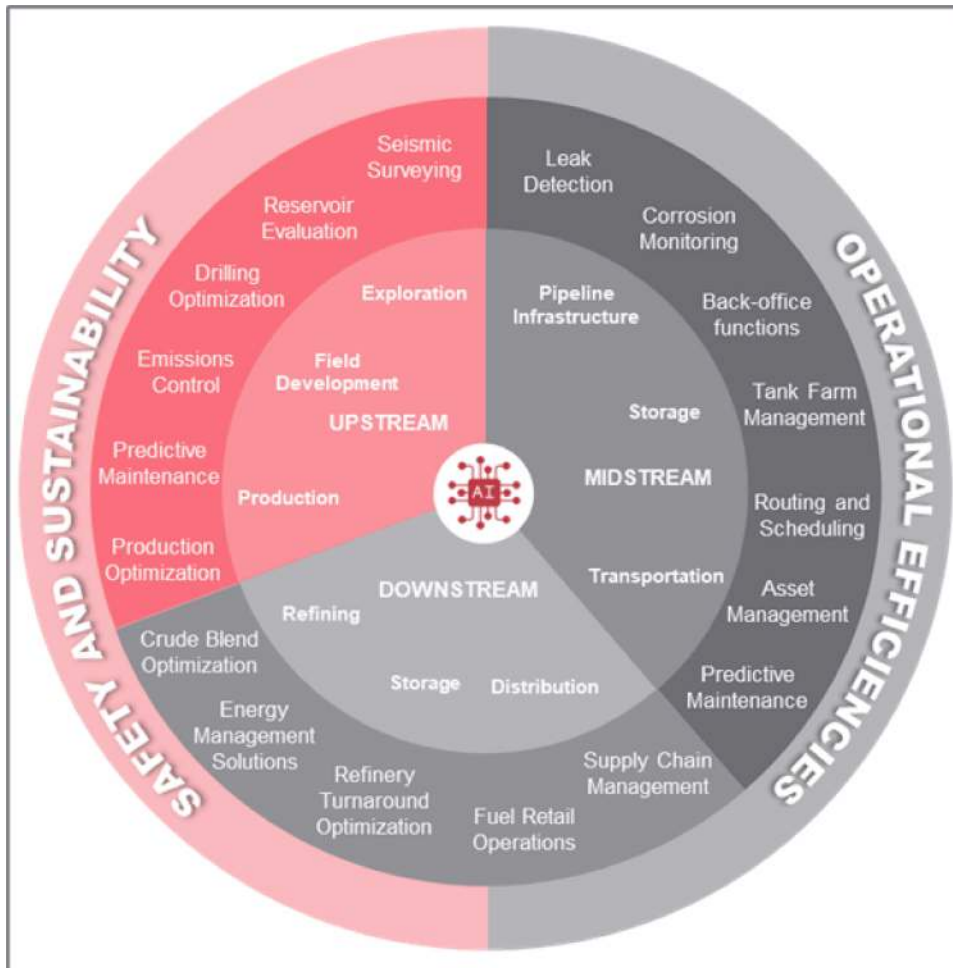 SAFETY AND SUSTAINABILITY
OPERATIONAL EFFICIENCIES
Seismic
Surveying
Reservoir
Evaluation
Drilling
Optimization
Emissions
Control
Predictive
Maintenance
Production
Optimization
Exploration
Field
Development
UPSTREAM
Production
Leak
Detection
Corrosion
Monitoring
Back-office
functions
Tank Farm
Management
Routing and
Scheduling
Asset
Management
Predictive
Maintenance
Pipeline
Infrastructure
Storage
MIDSTREAM
Transportation
AI
DOWNSTREAM
Refining
Storage
Distribution
Crude Blend
Optimization
Energy
Management
Solutions
Refinery
Turnaround
Optimization
Fuel Retail
Operations
Supply Chain
Management